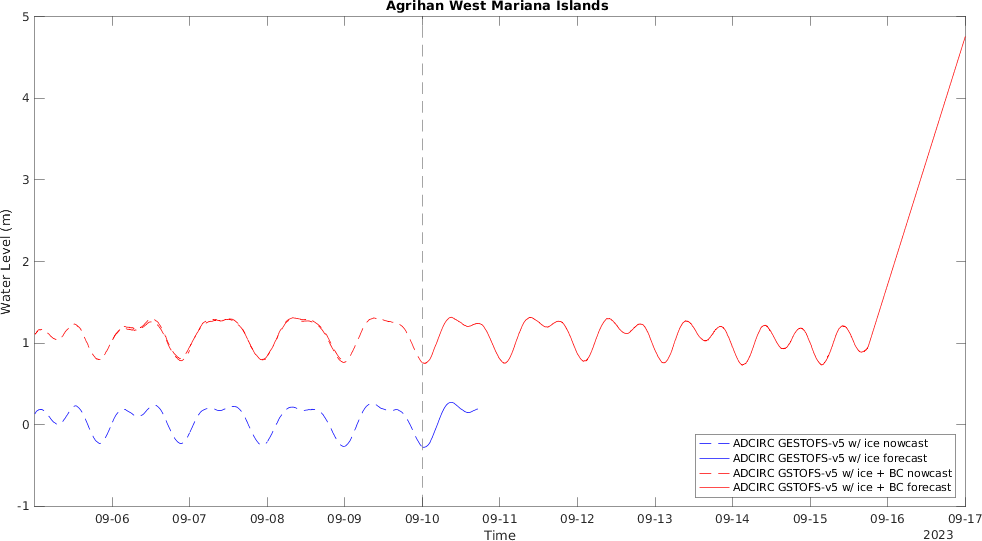 Agrihan West Mariana Islands
5
4
3
2
1
0
-1
Water Level (m)
09-06 09-07 09-08 09-09 09-10 09-11 09-12 09-13 09-14 09-15 09-16 09-17
Time
2023
ADCIRC GESTOFS-v5 w/ ice nowcast
ADCIRC GESTOFS-v5 w/ ice forecast
ADCIRC GSTOFS-v5 w/ ice + BC nowcast
ADCIRC GSTOFS-v5 w/ ice + BC forecast